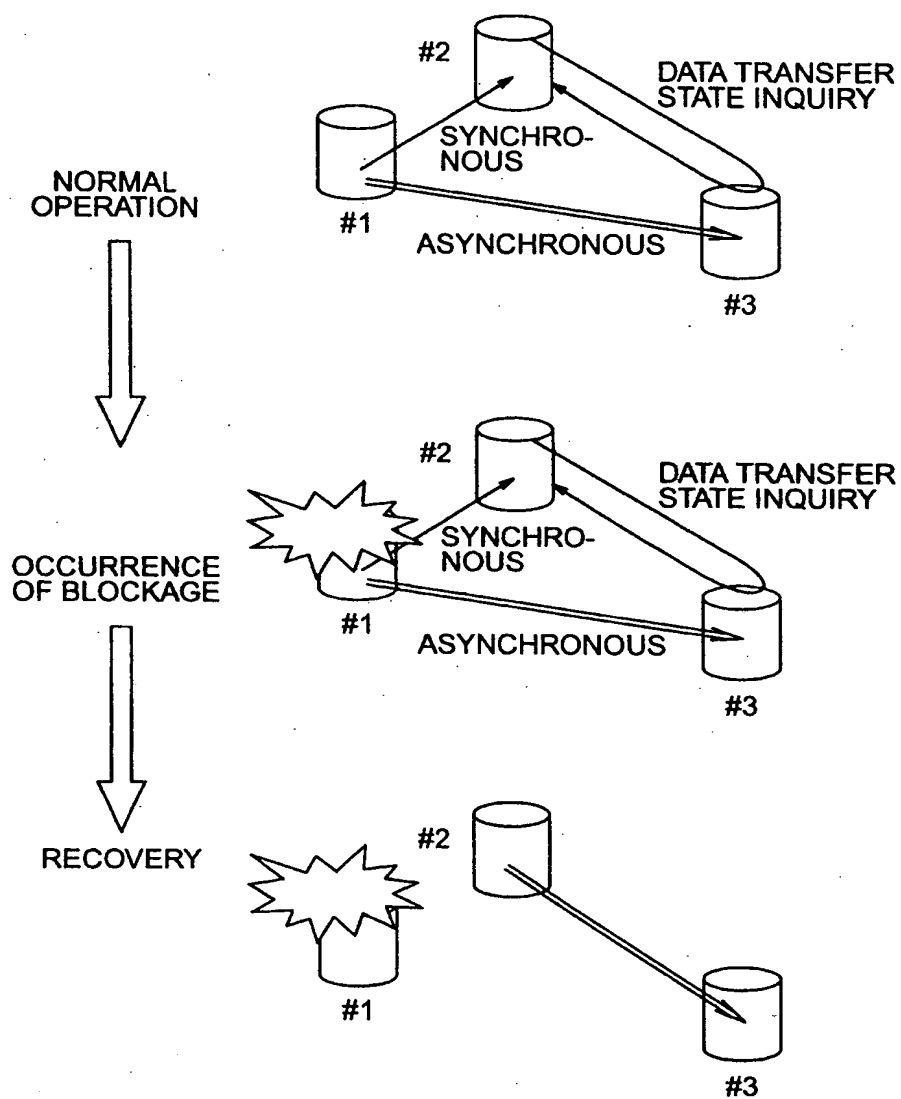 #2
DATA TRANSFER
STATE INQUIRY
SYNCHRO-
NOUS
NORMAL
OPERATION
#1
ASYNCHRONOUS
#3
#2
DATA TRANSFER
STATE INQUIRY
SYNCHRO-
NOUS
OCCURRENCE
OF BLOCKAGE
#1
ASYNCHRONOUS
#3
#2
RECOVERY
#1
#3